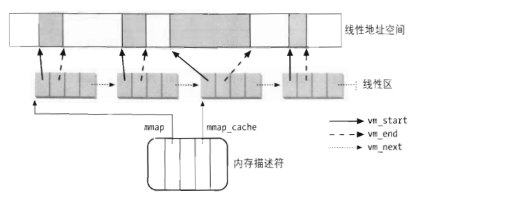 线性地址空间
线性区
mmap
mmap_cache
vm_start
vm_end
vm_next
内存描述符